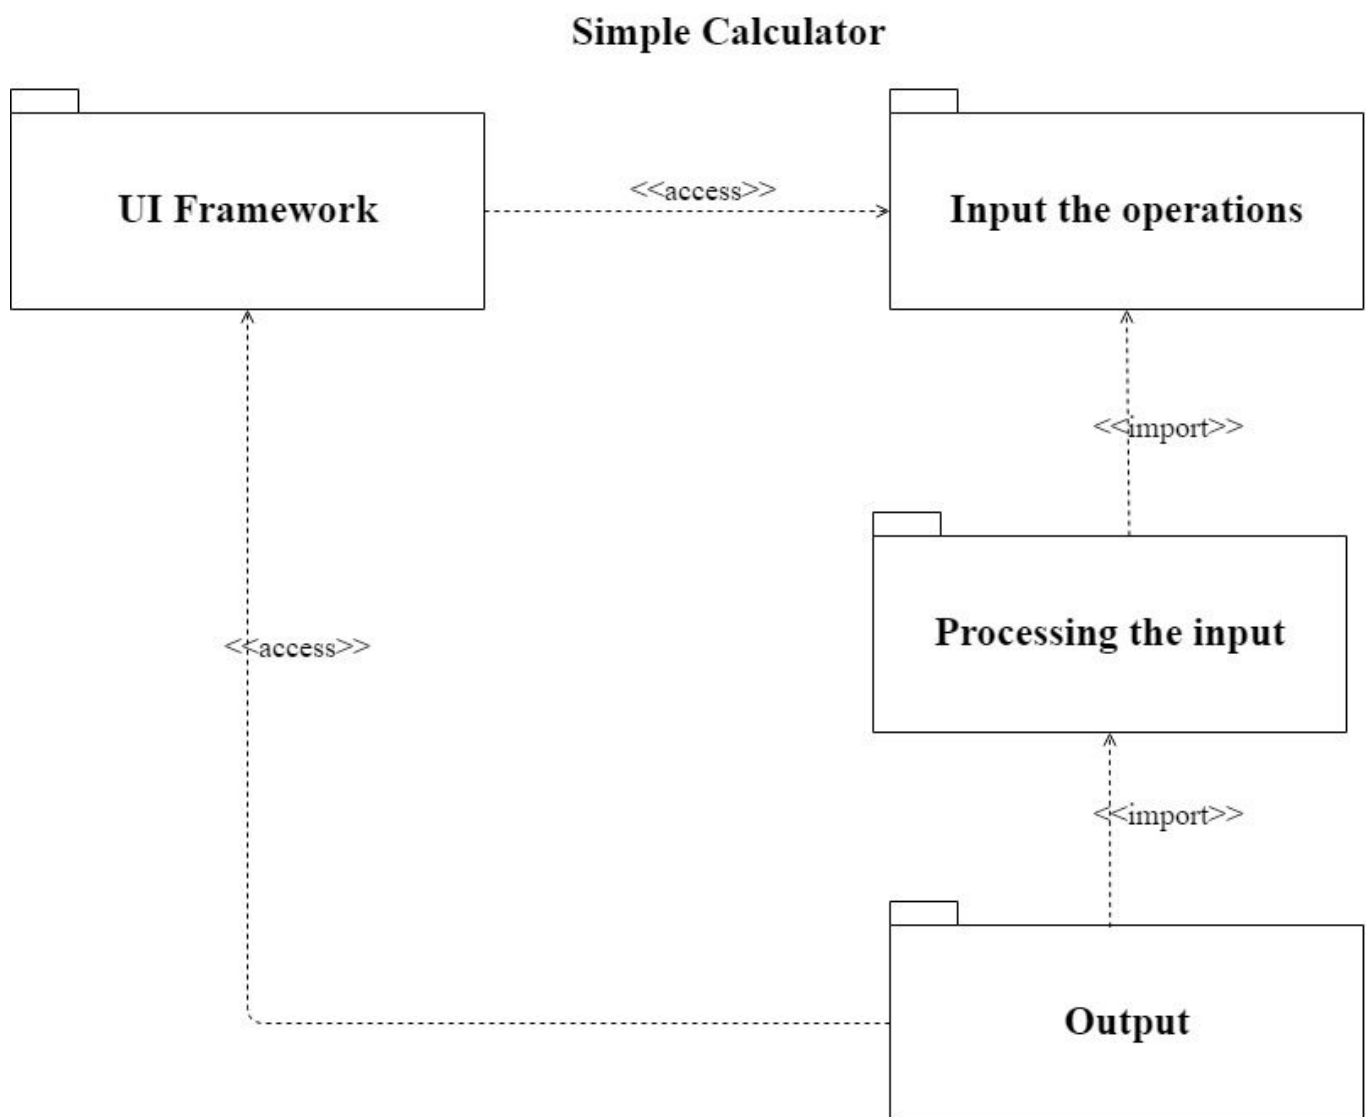 Simple Calculator
UI Framework
<<access>>
Input the operations
<<import>>
Processing the input
<<access>>
<<import>>
Output